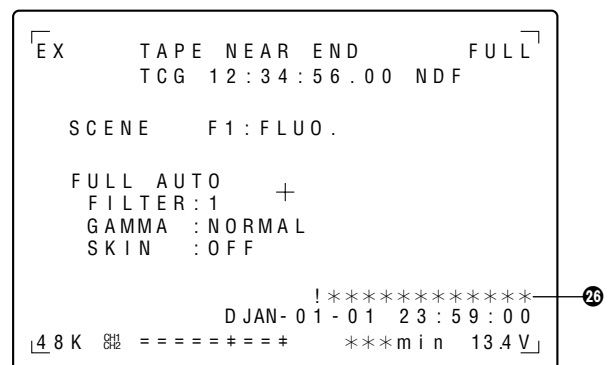 EX TAPE NEAR END FULL
TCG 12:34:56.00 NDF
SCENE F1:FLUO.
FULL AUTO
FILTER:1
GAMMA :NORMAL
SKIN :OFF
!************ 26
DJAN-01-01 23:59:00
48K CH1 CH2 =====‡==‡ ***min 13.4V